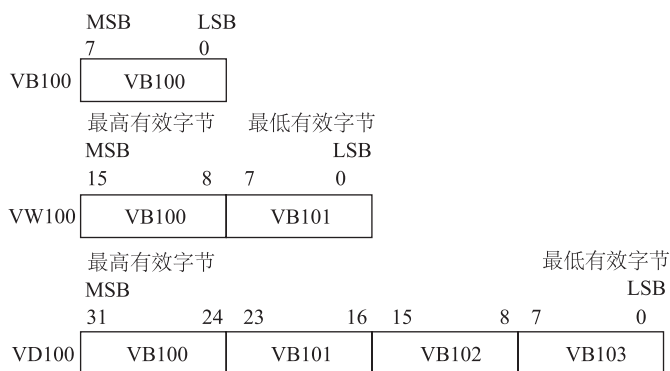 MSB LSB
7 0
VB100 VB100
最高有效字节 最低有效字节
MSB LSB
15 8 7 0
VW100 VB100 VB101
最高有效字节 最低有效字节
MSB LSB
31 24 23 16 15 8 7 0
VD100 VB100 VB101 VB102 VB103